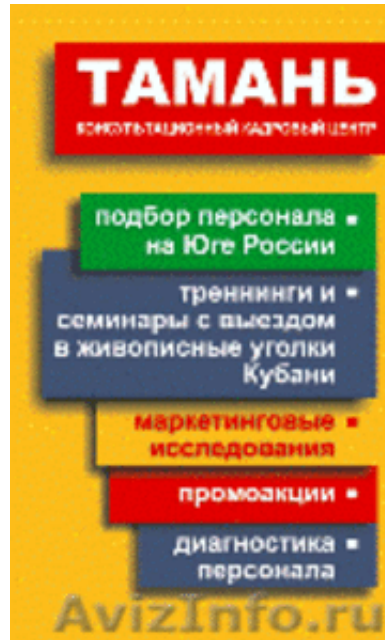 ТАМАНЬ
КОНСУЛЬТАЦИОННЫЙ КАДРОВЫЙ ЦЕНТР
подбор персонала
на Юге России
треннинги и
семинары с выездом
в живописные уголки
Кубани
маркетинговые
исследования
промоакции
диагностика
персонала
AvizInfo.ru